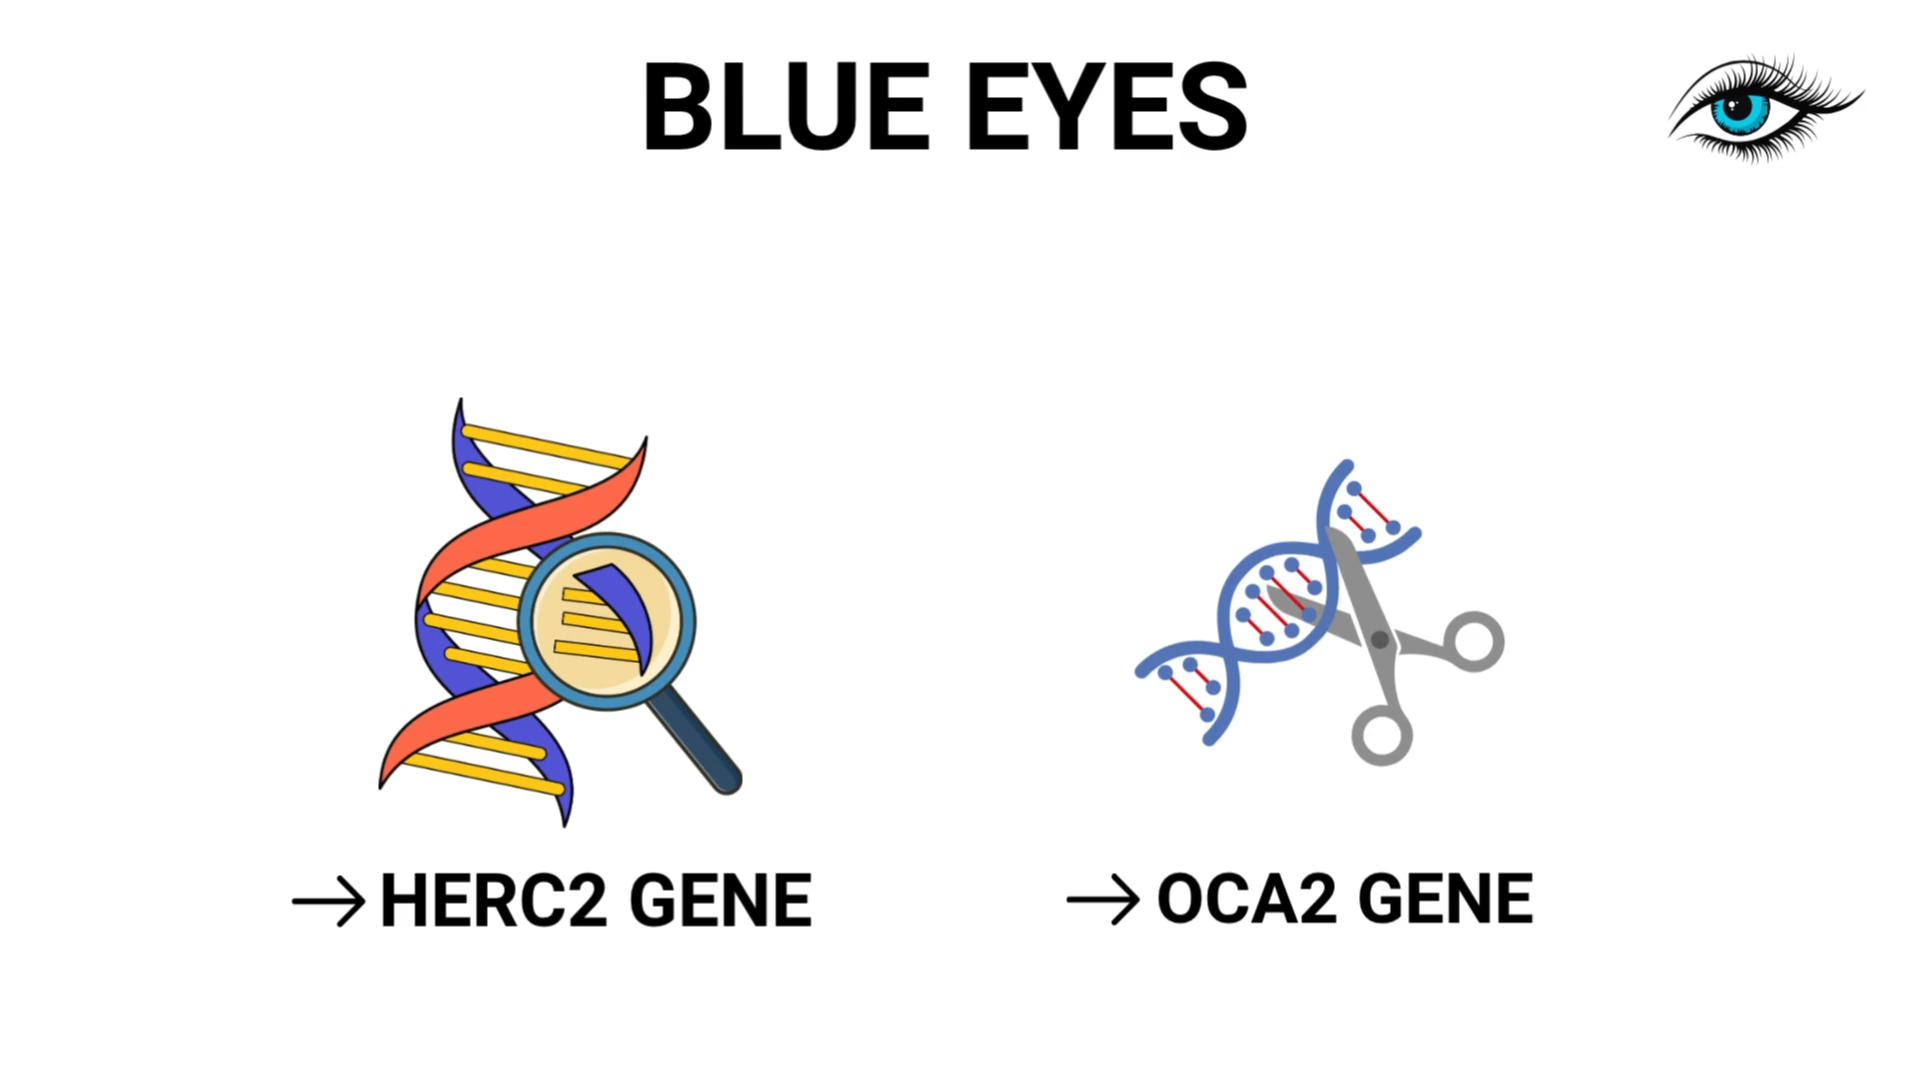 BLUE EYES
→ HERC2 GENE
→ OCA2 GENE